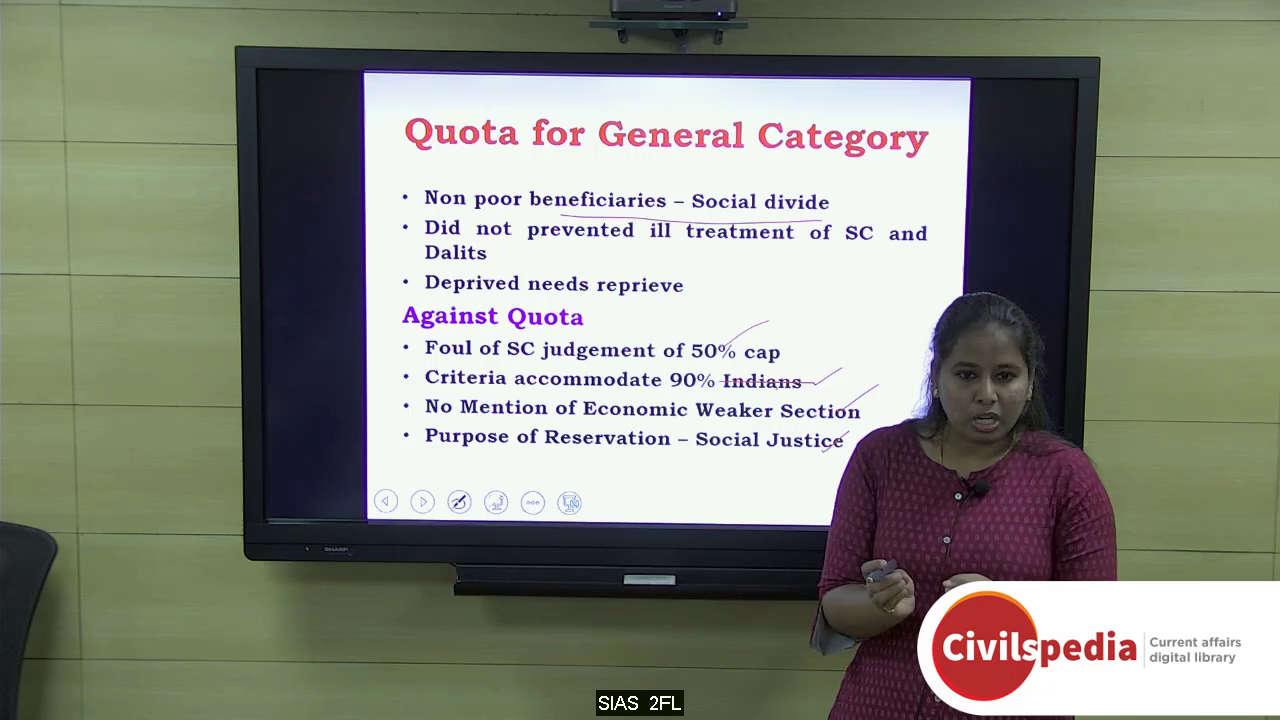 Quota for General Category
• Non poor beneficiaries – Social divide
• Did not prevented ill treatment of SC and
Dalits
• Deprived needs reprieve
Against Quota
• Foul of SC judgement of 50% cap
• Criteria accommodate 90% Indians
• No Mention of Economic Weaker Section
• Purpose of Reservation – Social Justice
SHARP
Civilspedia
Current affairs
digital library
SIAS 2FL